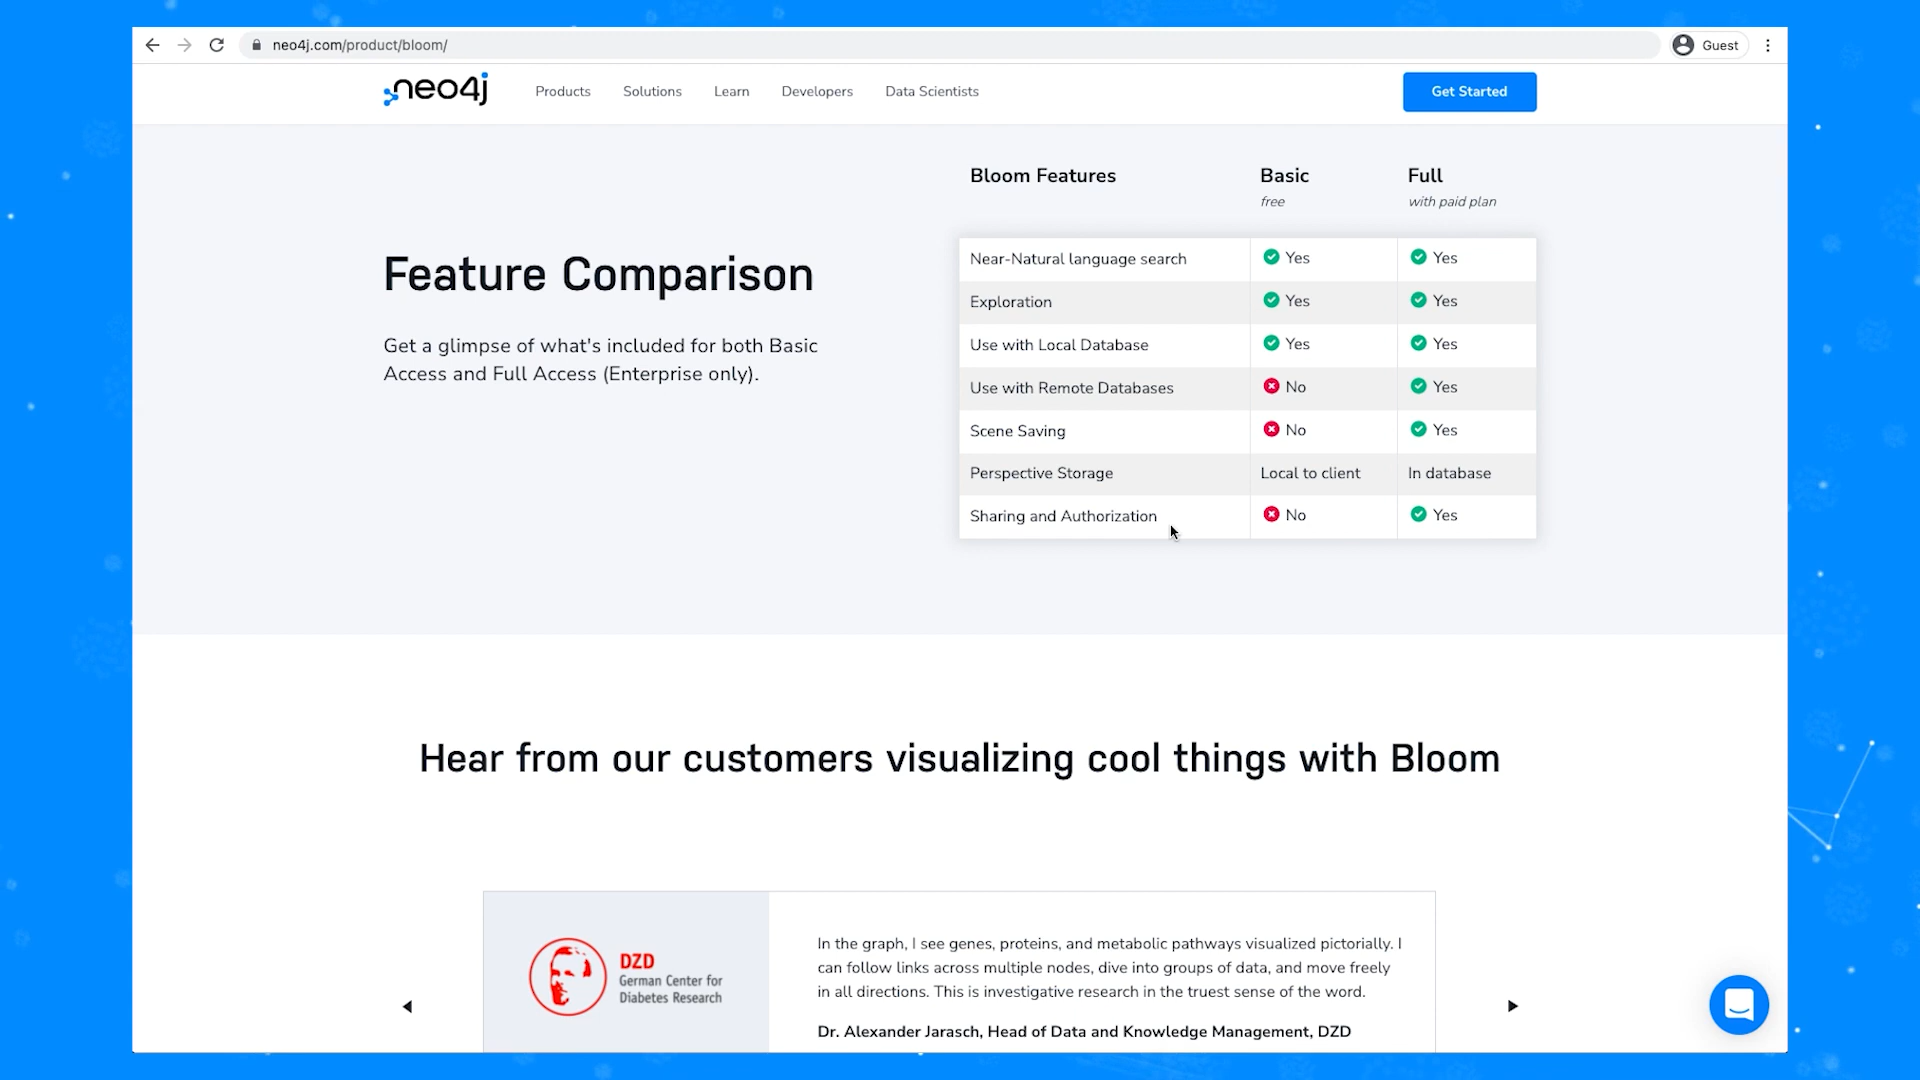 neo4j.com/product/bloom/
Guest
neo4j
Products Solutions Learn Developers Data Scientists
Get Started
Feature Comparison
Get a glimpse of what's included for both Basic
Access and Full Access (Enterprise only).
Bloom Features Basic Full
free with paid plan
Near-Natural language search Yes Yes
Exploration Yes Yes
Use with Local Database Yes Yes
Use with Remote Databases No Yes
Scene Saving No Yes
Perspective Storage Local to client In database
Sharing and Authorization No Yes
Hear from our customers visualizing cool things with Bloom
DZD
German Center for
Diabetes Research
In the graph, I see genes, proteins, and metabolic pathways visualized pictorially. I
can follow links across multiple nodes, dive into groups of data, and move freely
in all directions. This is investigative research in the truest sense of the word.
Dr. Alexander Jarasch, Head of Data and Knowledge Management, DZD